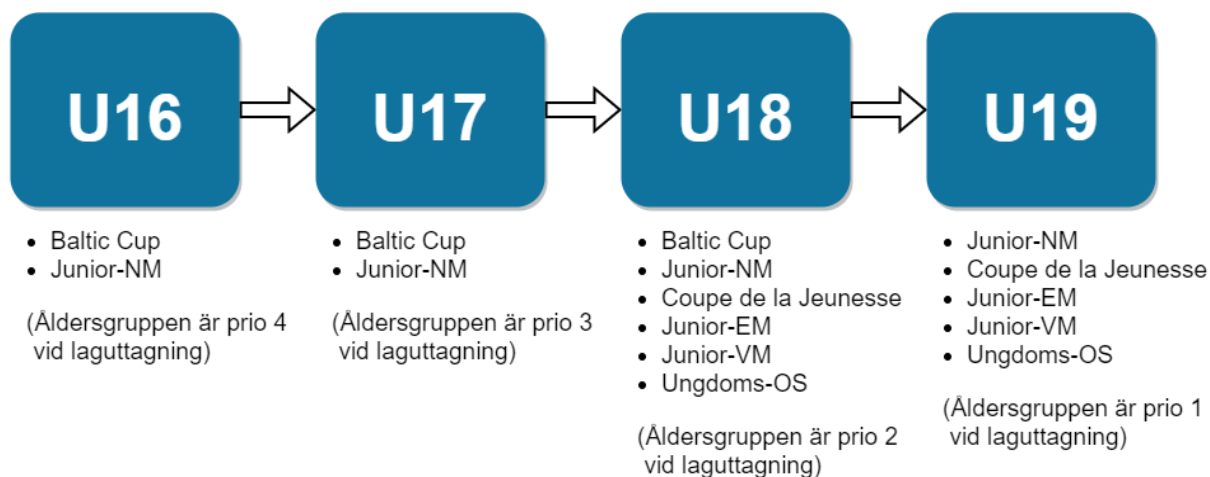 U16
U17
U18
U19
• Baltic Cup
• Junior-NM
(Åldersgruppen är prio 4
vid laguttagning)
• Baltic Cup
• Junior-NM
(Åldersgruppen är prio 3
vid laguttagning)
• Baltic Cup
• Junior-NM
• Coupe de la Jeunesse
• Junior-EM
• Junior-VM
• Ungdoms-OS
(Åldersgruppen är prio 2
vid laguttagning)
• Junior-NM
• Coupe de la Jeunesse
• Junior-EM
• Junior-VM
• Ungdoms-OS
(Åldersgruppen är prio 1
vid laguttagning)